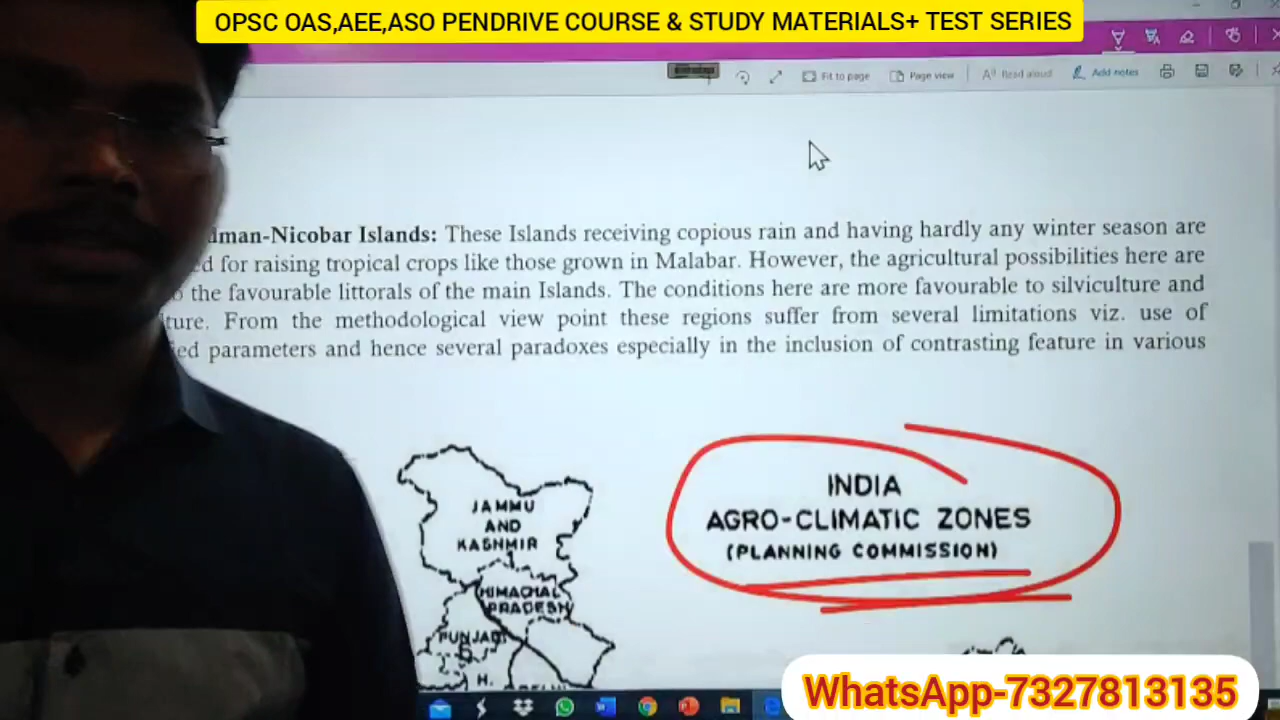 OPSC OAS,AEE,ASO PENDRIVE COURSE & STUDY MATERIALS+ TEST SERIES
Fit to page Page view Read aloud Add notes
man-Nicobar Islands: These Islands receiving copious rain and having hardly any winter season are
ed for raising tropical crops like those grown in Malabar. However, the agricultural possibilities here are
o the favourable littorals of the main Islands. The conditions here are more favourable to silviculture and
ture. From the methodological view point these regions suffer from several limitations viz. use of
ied parameters and hence several paradoxes especially in the inclusion of contrasting feature in various
INDIA
AGRO-CLIMATIC ZONES
(PLANNING COMMISSION)
JAMMU
AND
KASHMIR
1
HIMACHAL
PRADESH
PUNJAB
H.
WhatsApp-7327813135